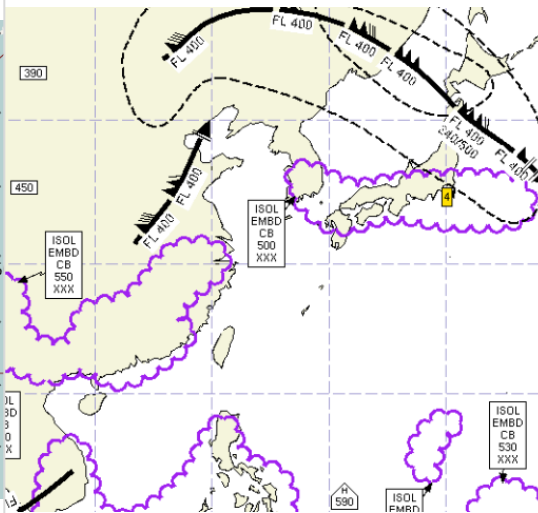 FL 400
FL 400
FL 400
FL 400
390
FL 400
240/500
FL 400
FL 400
450
4
FL 400
ISOL
EMBD
CB
500
XXX
ISOL
EMBD
CB
550
XXX
ISOL
EMBD
CB
530
XXX
H
590
ISOL
EMBD
XX